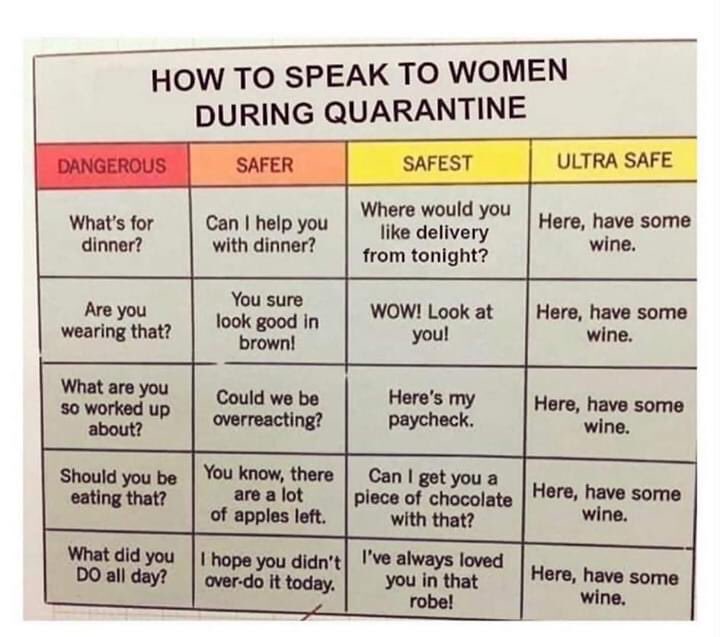 HOW TO SPEAK TO WOMEN
DURING QUARANTINE
DANGEROUS
SAFER
SAFEST
ULTRA SAFE
What's for
dinner?
Can I help you
with dinner?
Where would you
like delivery
from tonight?
Here, have some
wine.
Are you
wearing that?
You sure
look good in
brown!
WOW! Look at
you!
Here, have some
wine.
What are you
so worked up
about?
Could we be
overreacting?
Here's my
paycheck.
Here, have some
wine.
Should you be
eating that?
You know, there
are a lot
of apples left.
Can I get you a
piece of chocolate
with that?
Here, have some
wine.
What did you
DO all day?
I hope you didn't
over-do it today.
I've always loved
you in that
robe!
Here, have some
wine.